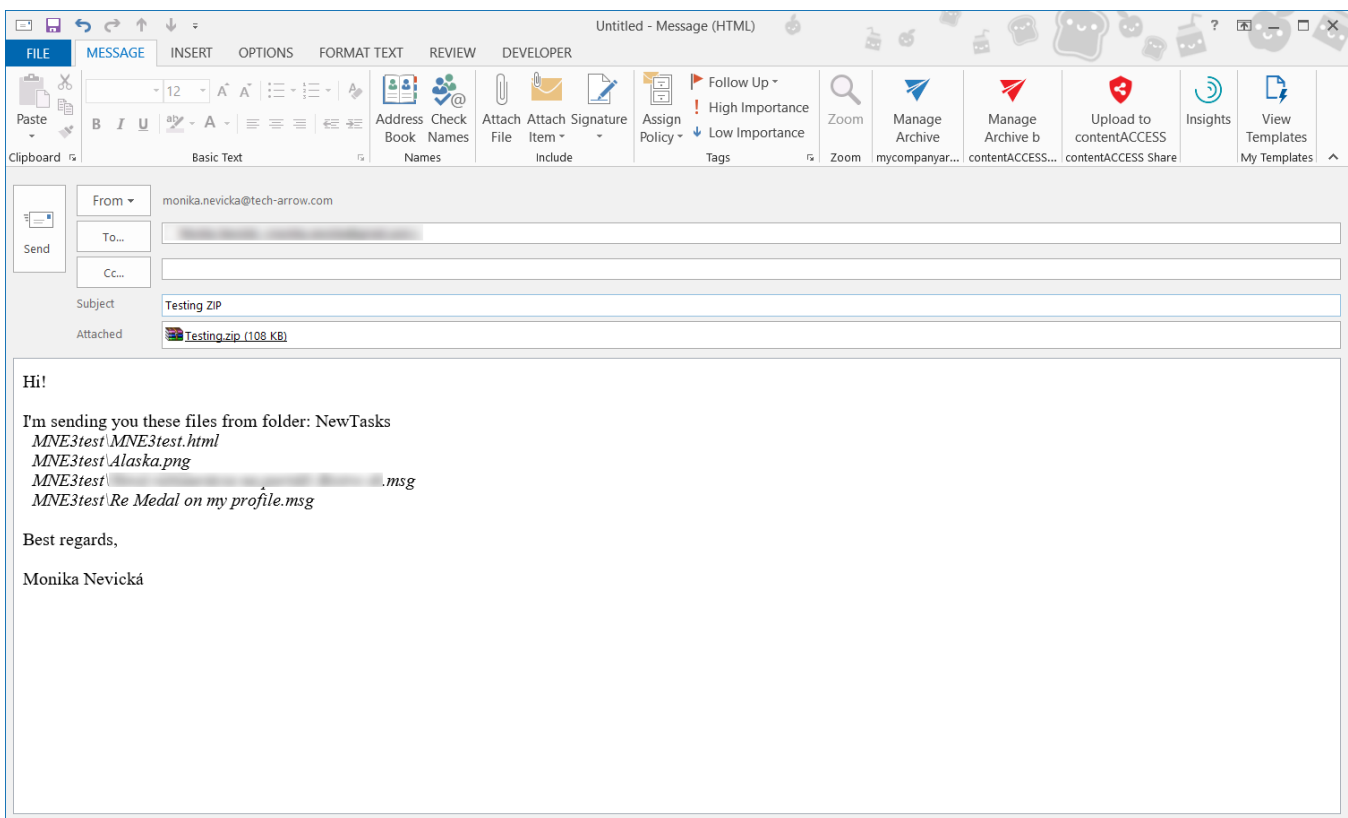 Untitled - Message (HTML)
?
FILE MESSAGE INSERT OPTIONS FORMAT TEXT REVIEW DEVELOPER
Paste
12
A A
B I U
A
Address Book
Check Names
Attach File
Attach Item
Signature
Assign Policy
Follow Up
High Importance
Low Importance
Zoom
Manage Archive
Manage Archive b
Upload to contentACCESS
Insights
View Templates
Clipboard Basic Text Names Include Tags Zoom mycompanyar... contentACCESS... contentACCESS Share My Templates
Send
From monika.nevicka@tech-arrow.com
To...
Cc...
Subject Testing ZIP
Attached Testing.zip (108 KB)
Hi!
I'm sending you these files from folder: NewTasks
MNE3test\MNE3test.html
MNE3test\Alaska.png
MNE3test\ .msg
MNE3test\Re Medal on my profile.msg
Best regards,
Monika Nevická